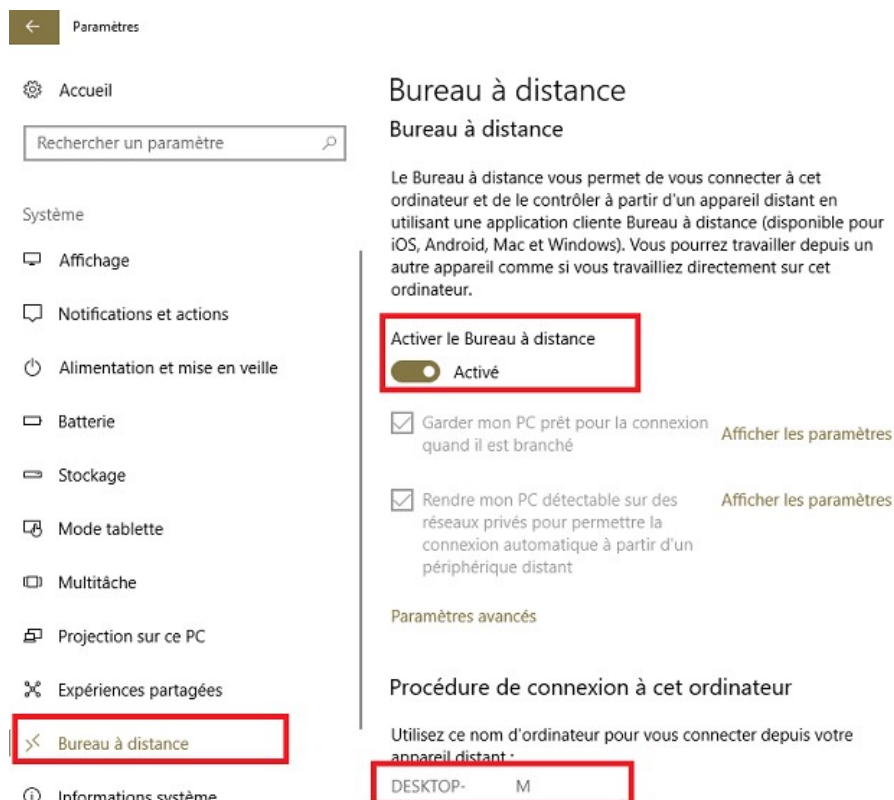 Paramètres
Accueil
Rechercher un paramètre
Système
Affichage
Notifications et actions
Alimentation et mise en veille
Batterie
Stockage
Mode tablette
Multitâche
Projection sur ce PC
Expériences partagées
Bureau à distance
Informations système
Bureau à distance
Bureau à distance
Le Bureau à distance vous permet de vous connecter à cet
ordinateur et de le contrôler à partir d'un appareil distant en
utilisant une application cliente Bureau à distance (disponible pour
iOS, Android, Mac et Windows). Vous pourrez travailler depuis un
autre appareil comme si vous travailliez directement sur cet
ordinateur.
Activer le Bureau à distance
Activé
Garder mon PC prêt pour la connexion
quand il est branché
Afficher les paramètres
Rendre mon PC détectable sur des
réseaux privés pour permettre la
connexion automatique à partir d'un
périphérique distant
Afficher les paramètres
Paramètres avancés
Procédure de connexion à cet ordinateur
Utilisez ce nom d'ordinateur pour vous connecter depuis votre
appareil distant :
DESKTOP- M